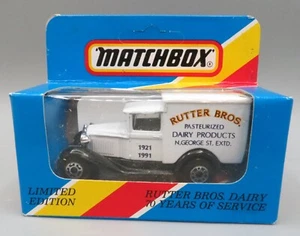 MATCHBOX
RUTTER BROS.
PASTEURIZED
DAIRY PRODUCTS
N.GEORGE ST. EXTD.
1921
1991
LIMITED
EDITION
RUTTER BROS. DAIRY
70 YEARS OF SERVICE